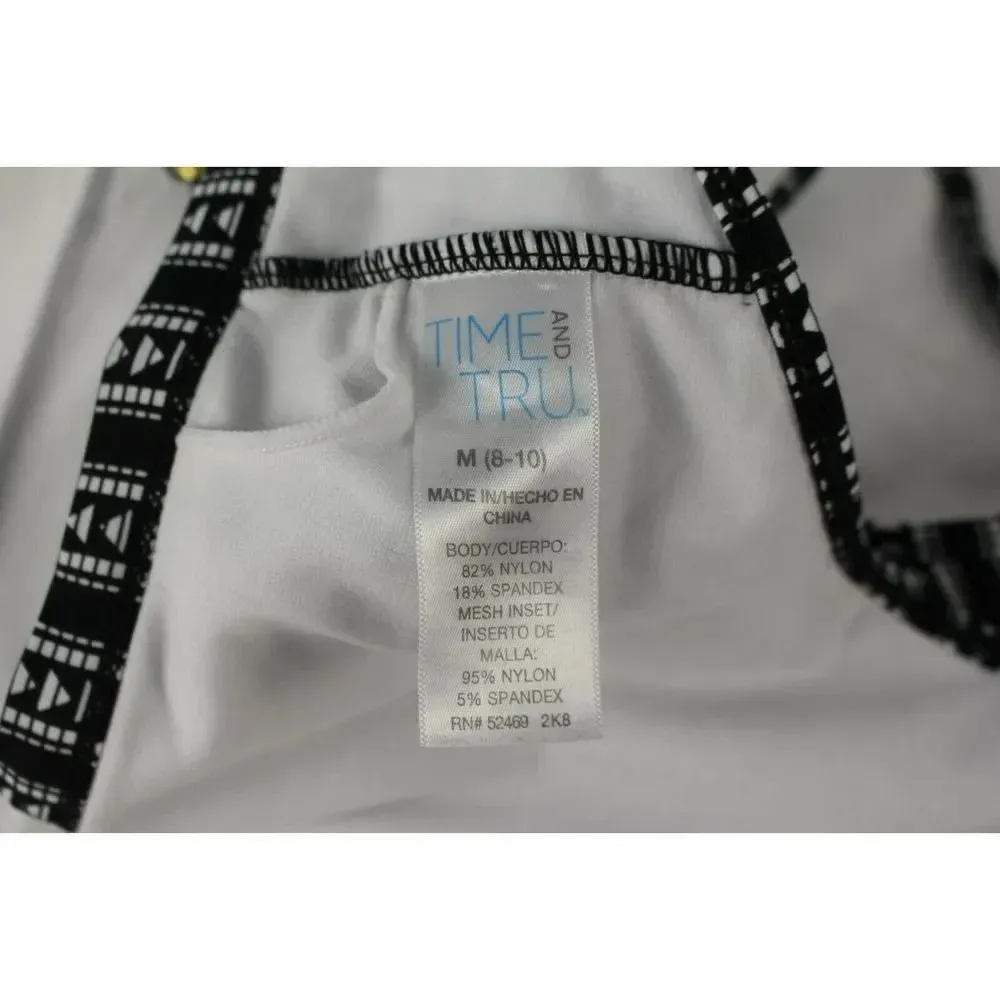 TIME AND
TRU™
M (8-10)
MADE IN/HECHO EN
CHINA
BODY/CUERPO:
82% NYLON
18% SPANDEX
MESH INSET/
INSERTO DE
MALLA:
95% NYLON
5% SPANDEX
RN# 52469 2K8